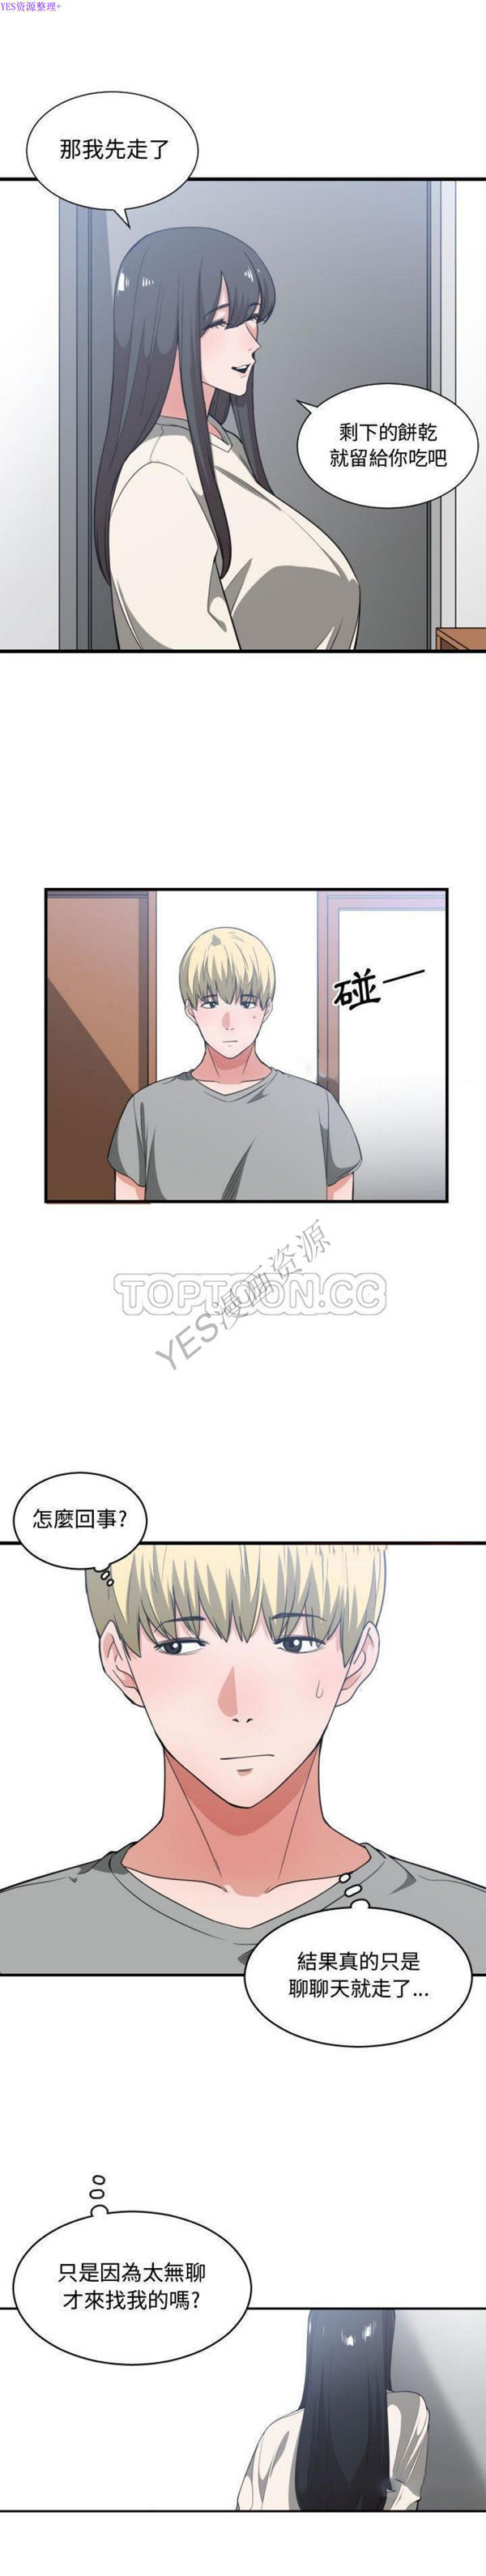 YES资源整理+
那我先走了
剩下的餅乾
就留給你吃吧
碰一
TOPTOON.CC
YES漫画资源
怎麼回事?
結果真的只是
聊聊天就走了...
只是因為太無聊
才來找我的嗎?